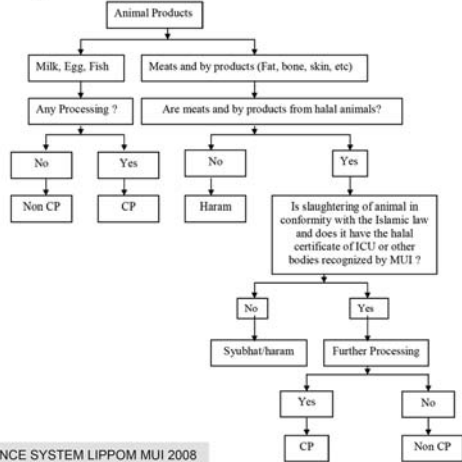 Animal Products
Milk, Egg, Fish
Meats and by products (Fat, bone, skin, etc)
Any Processing ?
Are meats and by products from halal animals?
No
Yes
No
Yes
Non CP
CP
Haram
Is slaughtering of animal in
conformity with the Islamic law
and does it have the halal
certificate of ICU or other
bodies recognized by MUI ?
No
Yes
Syubhat/haram
Further Processing
Yes
No
CP
Non CP
NCE SYSTEM LIPPOM MUI 2008